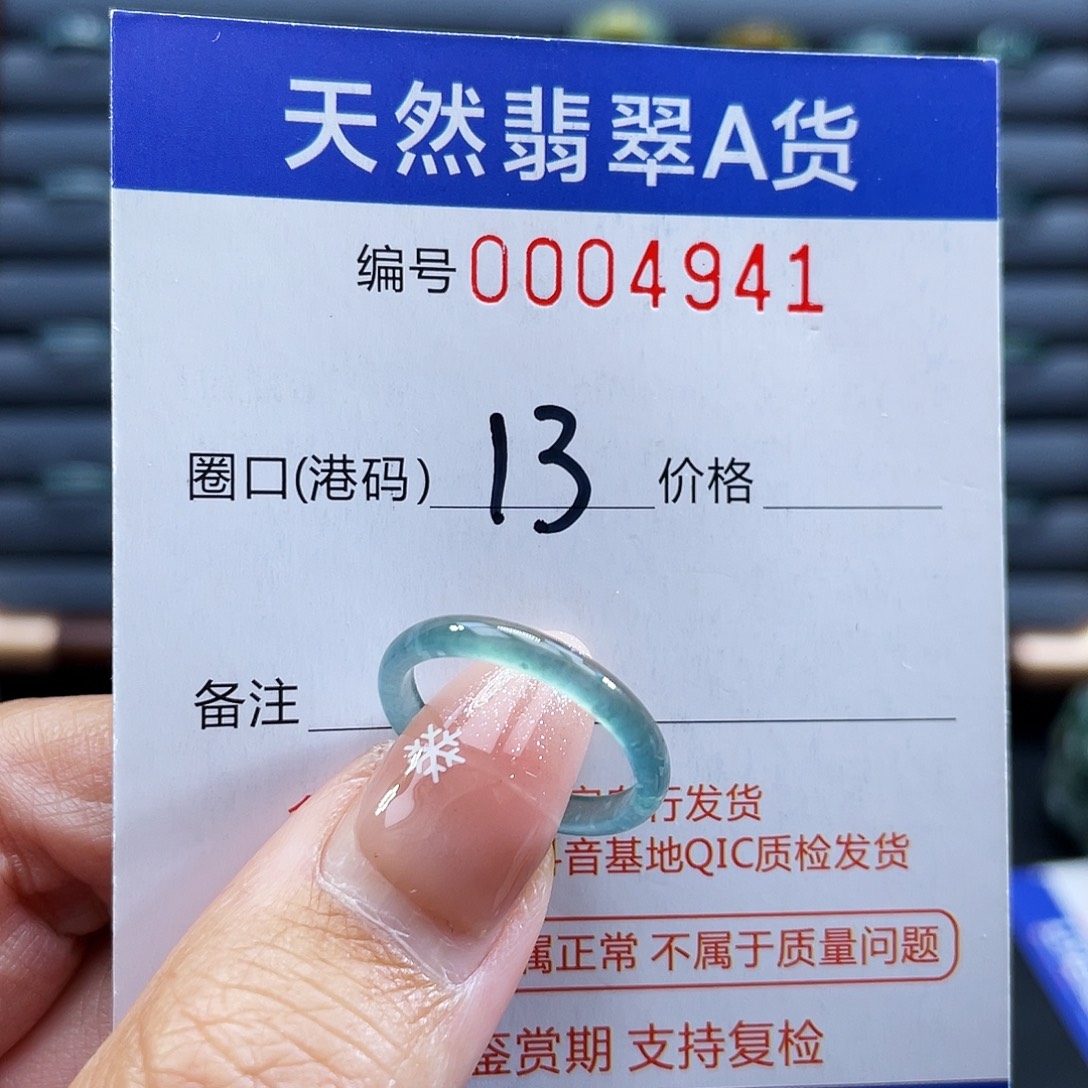 天然翡翠A货
编号0004941
圈口(港码) 13 价格
备注
行发货
音基地QIC质检发货
属正常 不属于质量问题
鉴赏期 支持复检